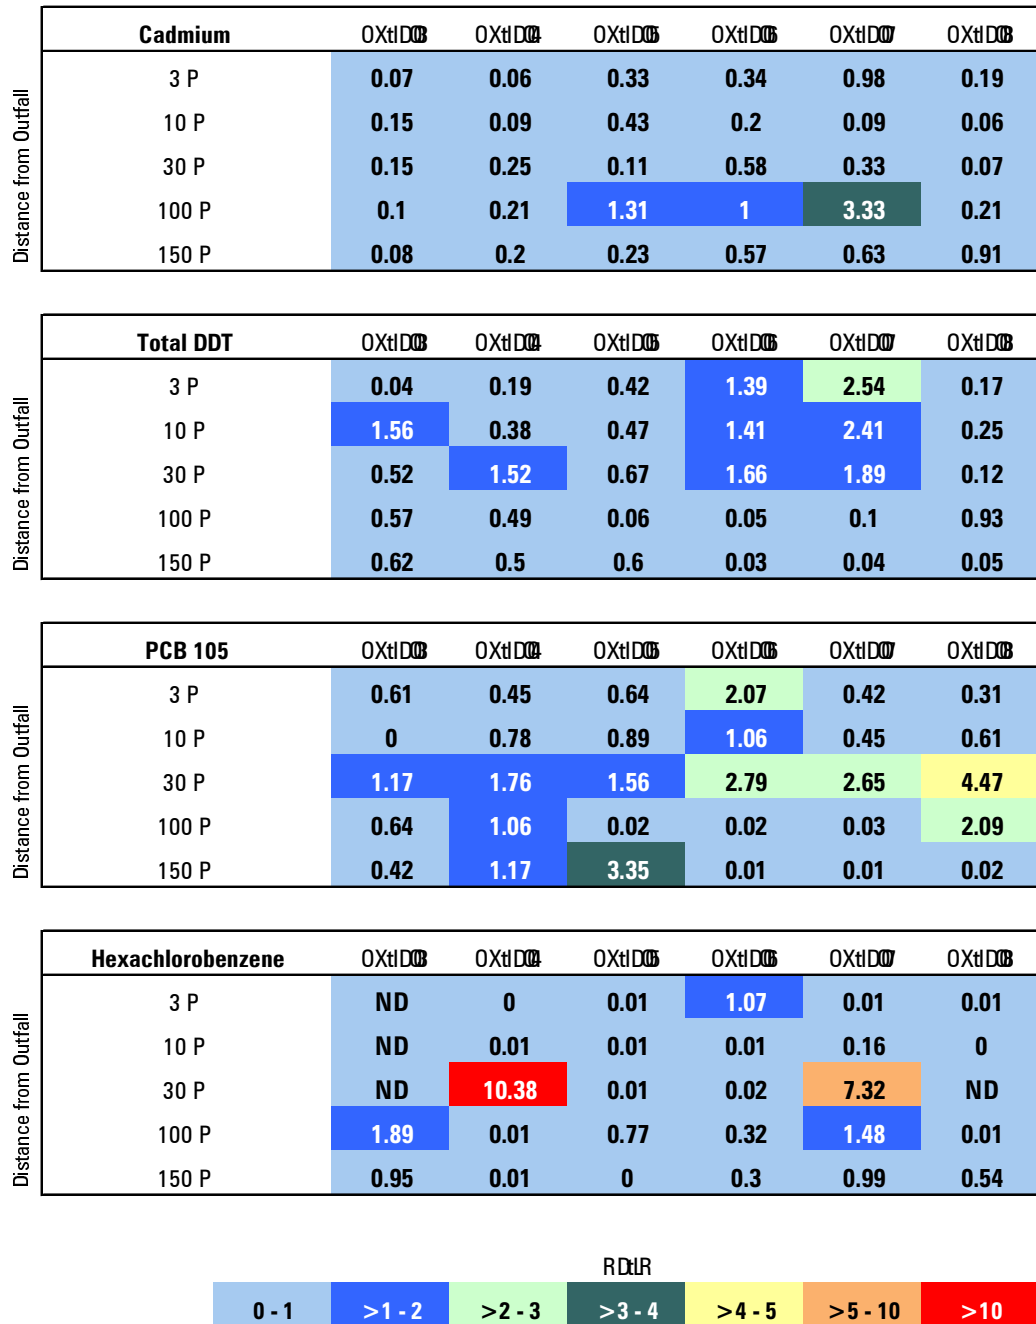 Cadmium
3 P 0.07 0.06 0.33 0.34 0.98 0.19
10 P 0.15 0.09 0.43 0.2 0.09 0.06
30 P 0.15 0.25 0.11 0.58 0.33 0.07
100 P 0.1 0.21 1.31 1 3.33 0.21
150 P 0.08 0.2 0.23 0.57 0.63 0.91
Distance from Outfall
Total DDT
3 P 0.04 0.19 0.42 1.39 2.54 0.17
10 P 1.56 0.38 0.47 1.41 2.41 0.25
30 P 0.52 1.52 0.67 1.66 1.89 0.12
100 P 0.57 0.49 0.06 0.05 0.1 0.93
150 P 0.62 0.5 0.6 0.03 0.04 0.05
Distance from Outfall
PCB 105
3 P 0.61 0.45 0.64 2.07 0.42 0.31
10 P 0 0.78 0.89 1.06 0.45 0.61
30 P 1.17 1.76 1.56 2.79 2.65 4.47
100 P 0.64 1.06 0.02 0.02 0.03 2.09
150 P 0.42 1.17 3.35 0.01 0.01 0.02
Distance from Outfall
Hexachlorobenzene
3 P ND 0 0.01 1.07 0.01 0.01
10 P ND 0.01 0.01 0.01 0.16 0
30 P ND 10.38 0.01 0.02 7.32 ND
100 P 1.89 0.01 0.77 0.32 1.48 0.01
150 P 0.95 0.01 0 0.3 0.99 0.54
Distance from Outfall
0 - 1 >1 - 2 >2 - 3 >3 - 4 >4 - 5 >5 - 10 >10